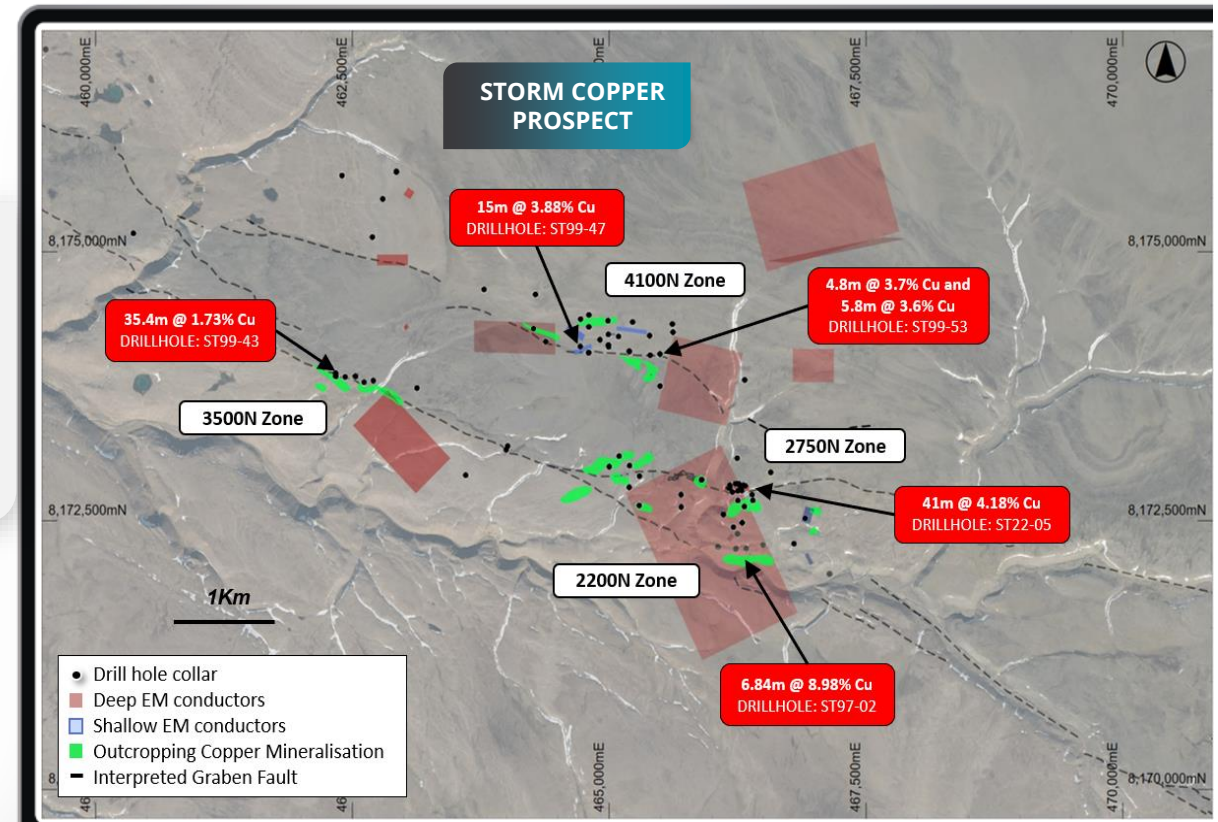 460,000mE
462,500mE
0mE
467,500mE
470,000mE
STORM COPPER
PROSPECT
15m @ 3.88% Cu
DRILLHOLE: ST99-47
8,175,000mN
8,175,000mN
4100N Zone
4.8m @ 3.7% Cu and
5.8m @ 3.6% Cu
DRILLHOLE: ST99-53
35.4m @ 1.73% Cu
DRILLHOLE: ST99-43
3500N Zone
2750N Zone
41m @ 4.18% Cu
DRILLHOLE: ST22-05
8,172,500mN
8,172,500mN
2200N Zone
1Km
6.84m @ 8.98% Cu
DRILLHOLE: ST97-02
Drill hole collar
Deep EM conductors
Shallow EM conductors
Outcropping Copper Mineralisation
Interpreted Graben Fault
8,
46
46
465,000mE
467,500mE
470,000mE
8,170,000mN